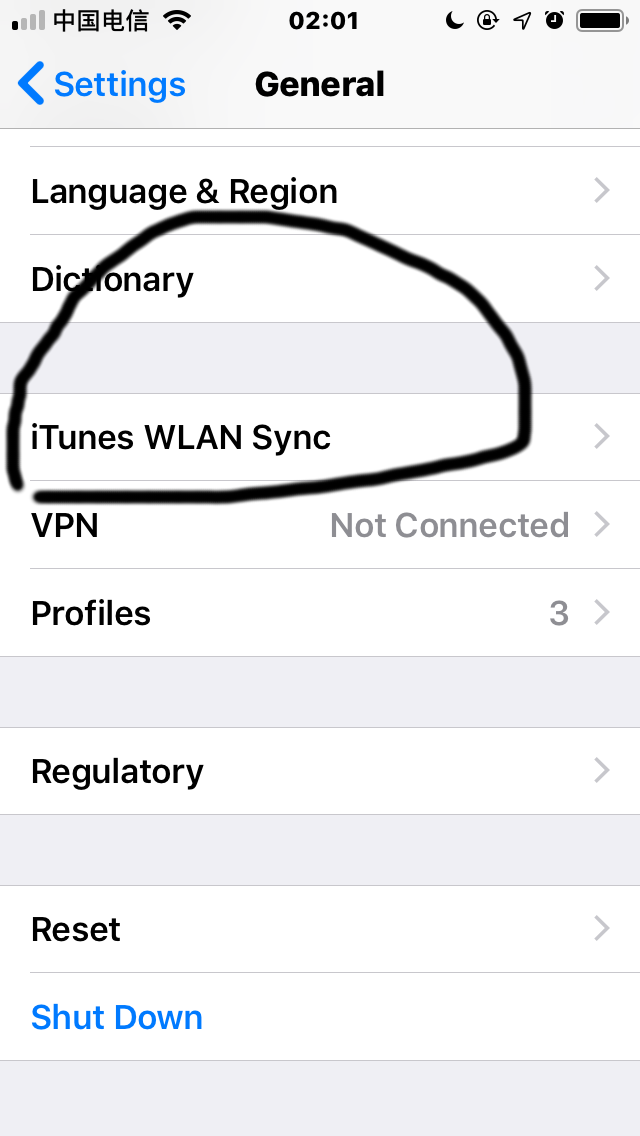 中国电信 02:01
Settings General
Language & Region
Dictionary
iTunes WLAN Sync
VPN Not Connected
Profiles 3
Regulatory
Reset
Shut Down